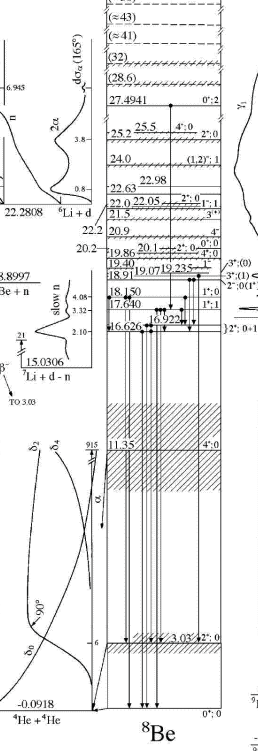 (≈43)
(≈41)
(32)
(28.6)
27.4941 0⁺; 2
25.5 4⁺; 0
25.2 2⁺; 0
24.0 (1,2)⁻; 1
22.98
22.63
22.05 2⁺; 0
22.0 1⁻; 1
21.5 3⁽⁺⁾
20.9 4⁻
20.1 2⁺; 0 0⁺; 0
19.86 4⁺; 0
19.40 1⁻
19.235
19.07 3⁺; (1)
18.91 2⁻; 0(1⁺)
18.150 1⁺; 0
17.640 1⁺; 1
16.922
16.626 2⁺; 0+1
11.35 4⁺; 0
3.03 2⁺; 0
0⁺; 0
3⁺; (0)
22.2
20.2
dσα (165°)
2α
n
6.945
3.8
0.8
22.2808
⁶Li + d
8.8997
Be + n
slow n
4.08
3.32
2.10
21
15.0306
⁷Li + d - n
β⁻
TO 3.03
δ₂
δ₄
915
α
90°
δ₀
6
-0.0918
⁴He + ⁴He
⁸Be
γ₁